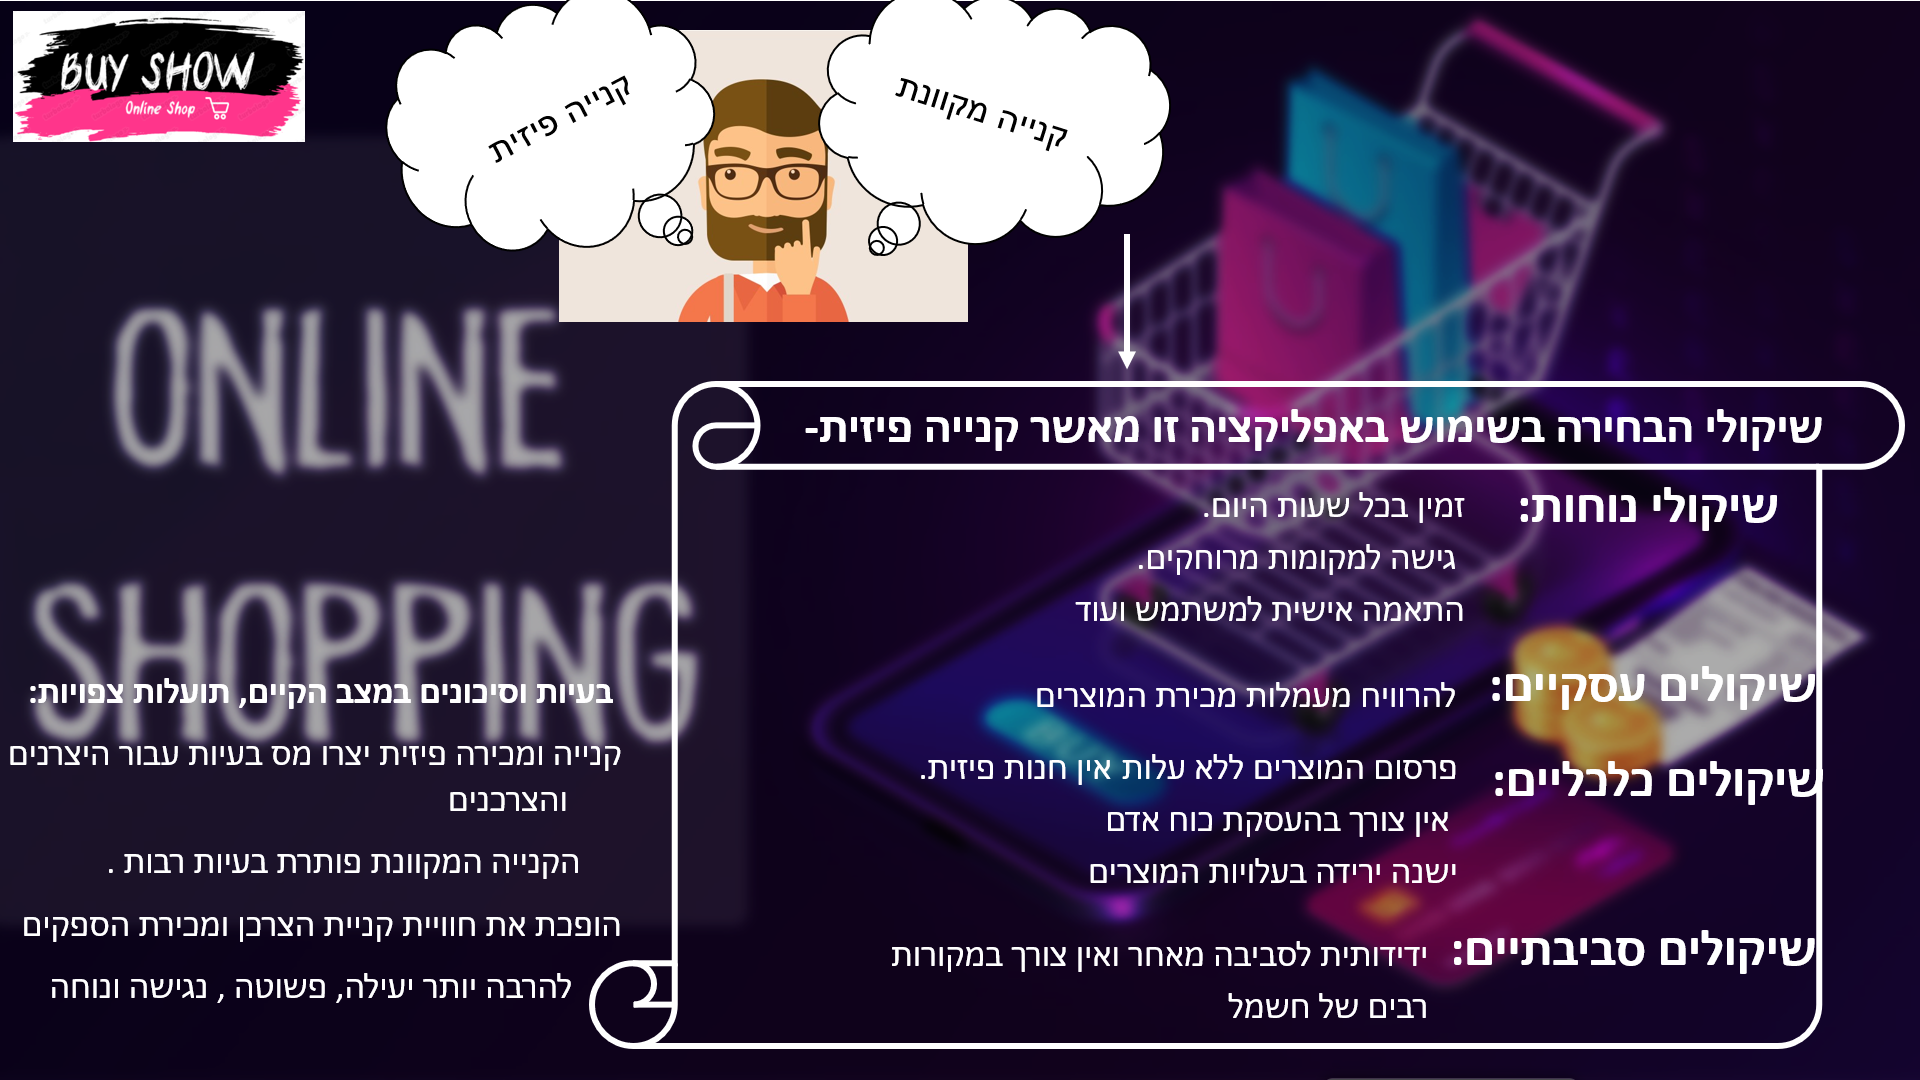 BUY SHOW
Online Shop
קנייה פיזית
קנייה מקוונת
ONLINE
SHOPPING
שיקולי הבחירה בשימוש באפליקציה זו מאשר קנייה פיזית-
שיקולי נוחות:
זמין בכל שעות היום.
גישה למקומות מרוחקים.
התאמה אישית למשתמש ועוד
שיקולים עסקיים:
להרוויח מעמלות מכירת המוצרים
שיקולים כלכליים:
פרסום המוצרים ללא עלות אין חנות פיזית.
אין צורך בהעסקת כוח אדם
ישנה ירידה בעלויות המוצרים
שיקולים סביבתיים:
ידידותית לסביבה מאחר ואין צורך במקורות
רבים של חשמל
בעיות וסיכונים במצב הקיים, תועלות צפויות:
קנייה ומכירה פיזית יצרו מס בעיות עבור היצרנים
והצרכנים
הקנייה המקוונת פותרת בעיות רבות .
הופכת את חוויית קניית הצרכן ומכירת הספקים
להרבה יותר יעילה, פשוטה , נגישה ונוחה
BUY